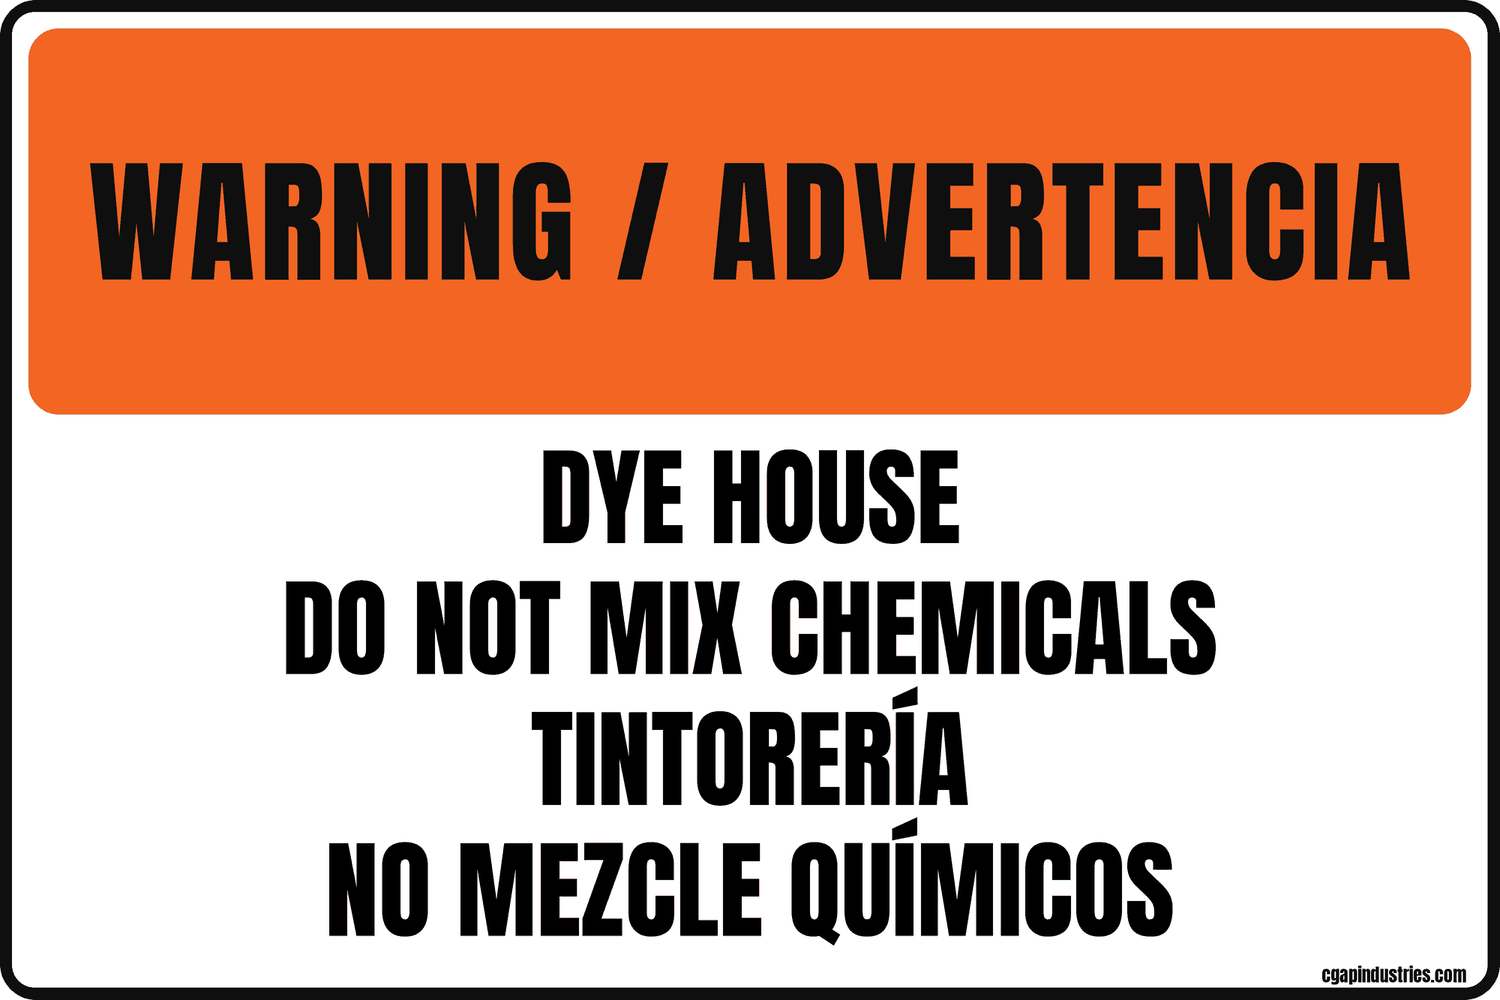 WARNING / ADVERTENCIA
DYE HOUSE
DO NOT MIX CHEMICALS
TINTORERÍA
NO MEZCLE QUÍMICOS
cgapindustries.com